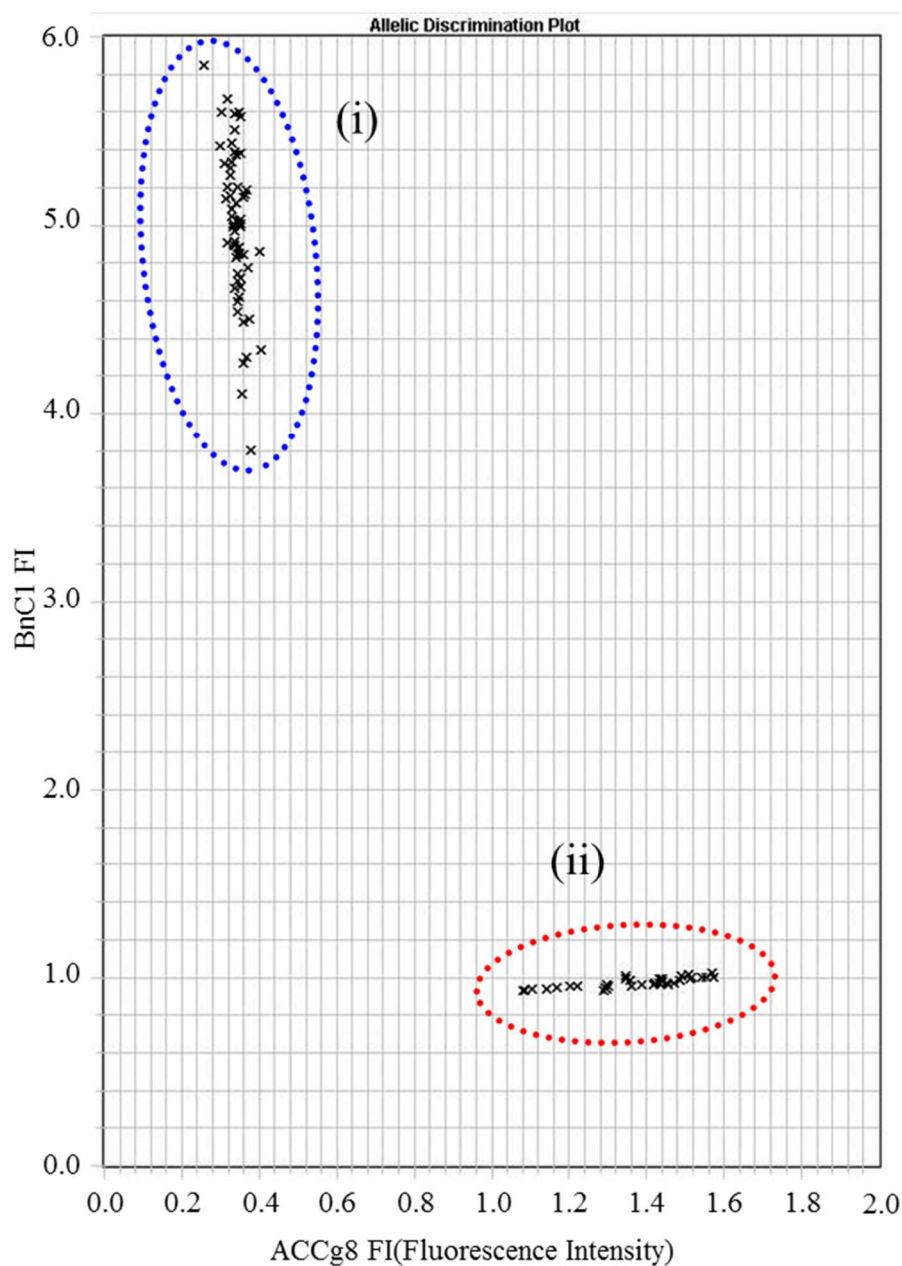 Allelic Discrimination Plot
6.0
(i)
5.0
4.0
3.0
BnC1 FI
2.0
(ii)
1.0
0.0
0.0 0.2 0.4 0.6 0.8 1.0 1.2 1.4 1.6 1.8 2.0
ACCg8 FI(Fluorescence Intensity)